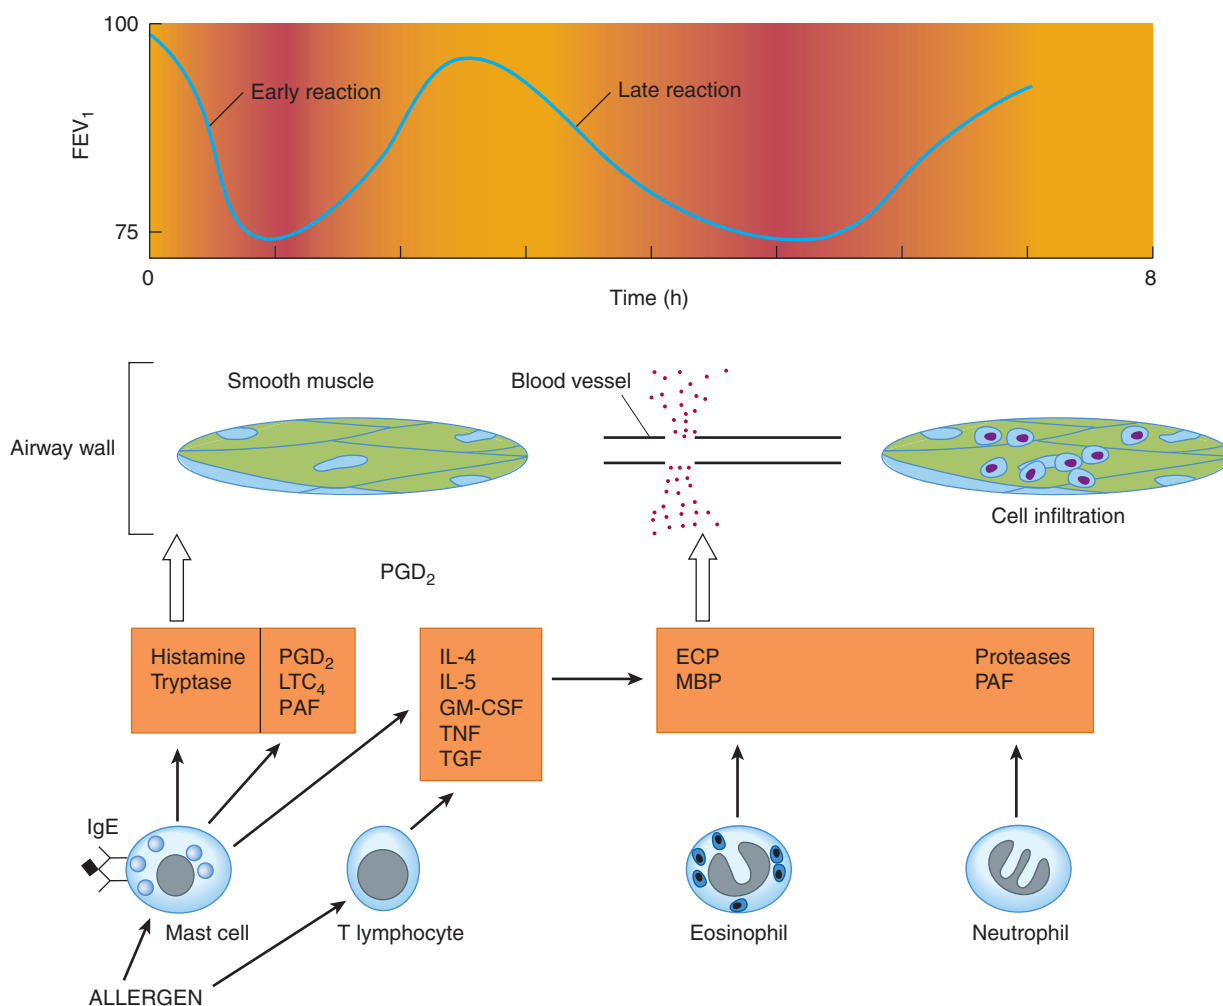 100
FEV1
75
Early reaction
Late reaction
0
8
Time (h)
Airway wall
Smooth muscle
Blood vessel
Cell infiltration
PGD2
Histamine
Tryptase
PGD2
LTC4
PAF
IL-4
IL-5
GM-CSF
TNF
TGF
ECP
MBP
Proteases
PAF
IgE
Mast cell
T lymphocyte
Eosinophil
Neutrophil
ALLERGEN